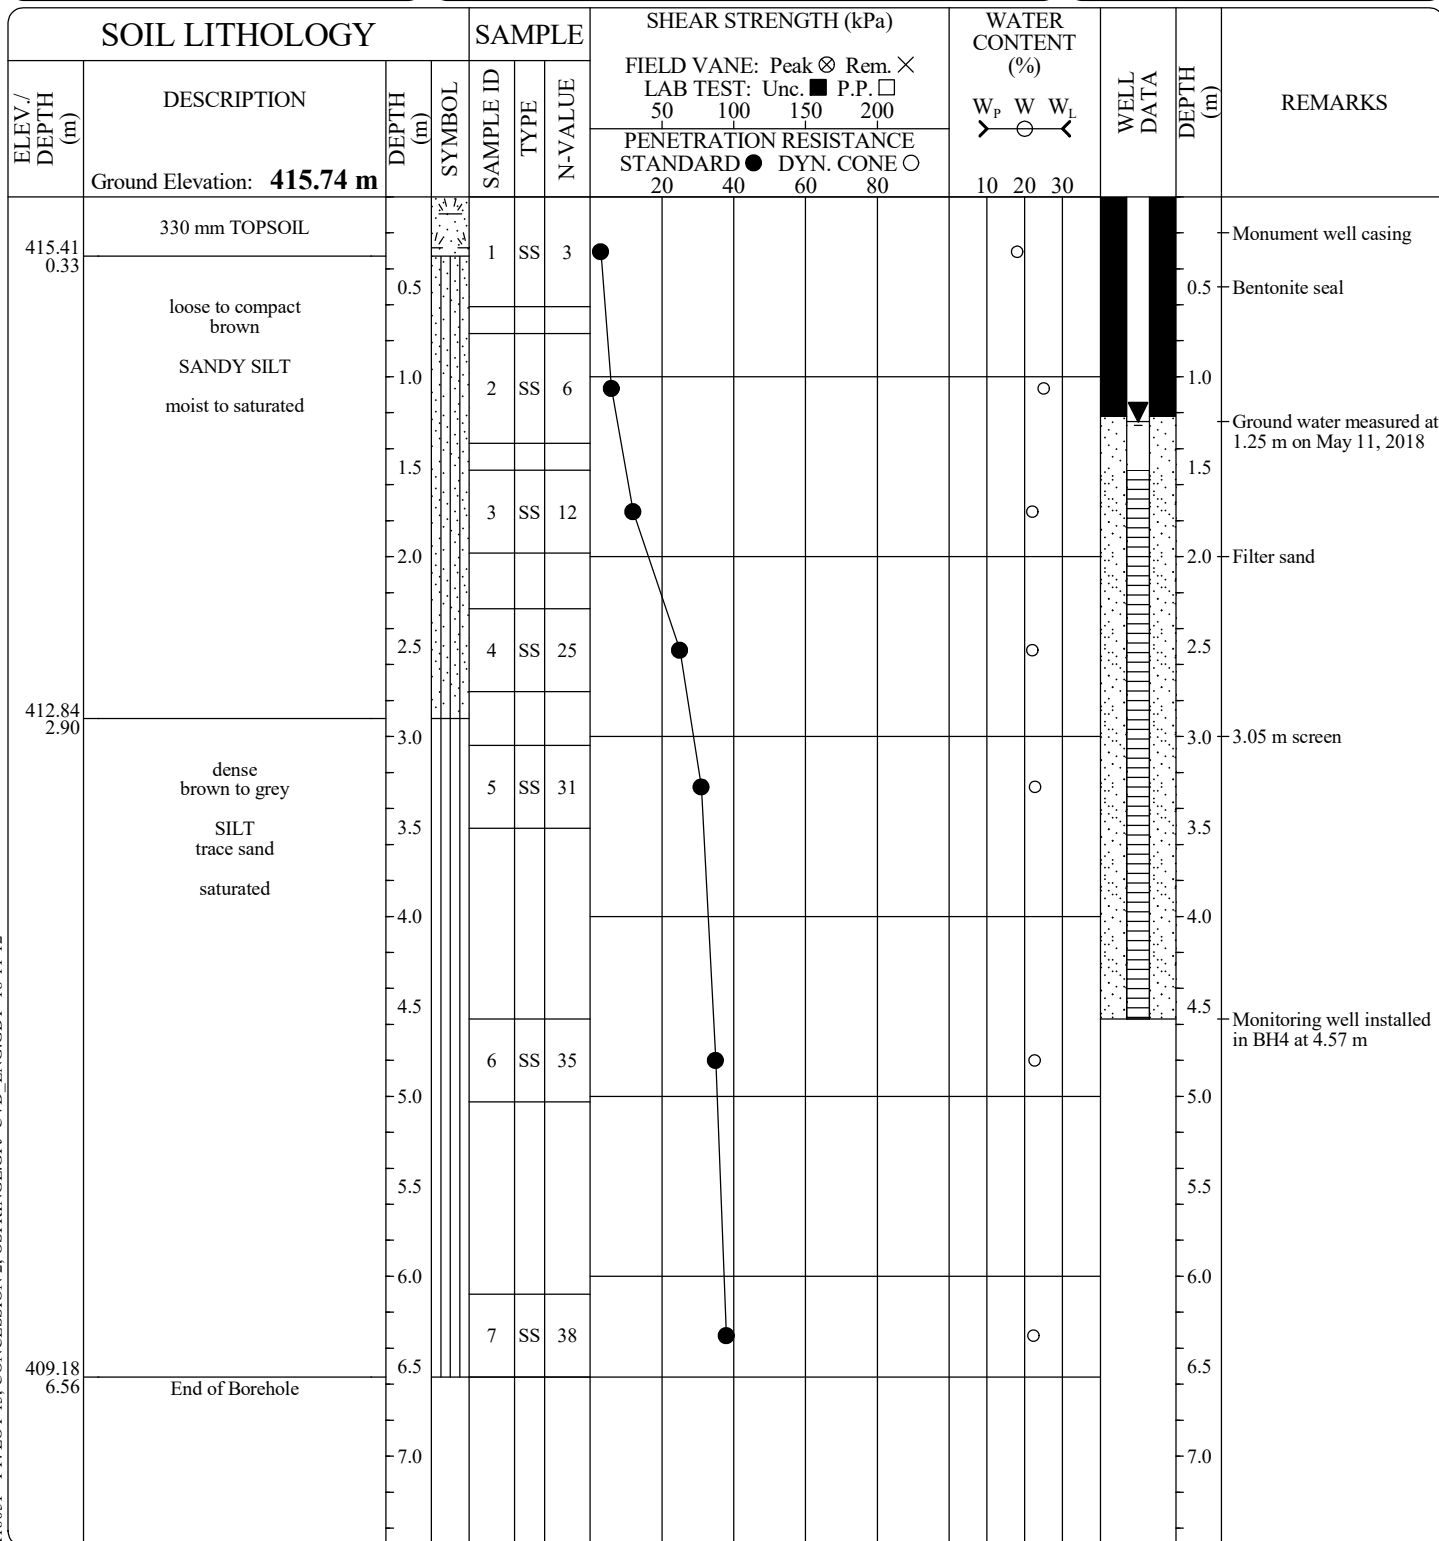 SOIL LITHOLOGY
SAMPLE
SHEAR STRENGTH (kPa)
FIELD VANE: Peak ⊗ Rem. ×
LAB TEST: Unc. ■ P.P. □
50 100 150 200
PENETRATION RESISTANCE
STANDARD ● DYN. CONE ○
20 40 60 80
WATER
CONTENT
(%)
W_P W W_L
10 20 30
ELEV./
DEPTH
(m)
DESCRIPTION
Ground Elevation: 415.74 m
DEPTH
(m)
SYMBOL
SAMPLE ID
TYPE
N-VALUE
WELL
DATA
DEPTH
(m)
REMARKS
330 mm TOPSOIL
415.41
0.33
loose to compact
brown
SANDY SILT
moist to saturated
412.84
2.90
dense
brown to grey
SILT
trace sand
saturated
409.18
6.56
End of Borehole
0.5
1.0
1.5
2.0
2.5
3.0
3.5
4.0
4.5
5.0
5.5
6.0
6.5
7.0
1 SS 3
2 SS 6
3 SS 12
4 SS 25
5 SS 31
6 SS 35
7 SS 38
0.5
1.0
1.5
2.0
2.5
3.0
3.5
4.0
4.5
5.0
5.5
6.0
6.5
7.0
Monument well casing
Bentonite seal
Ground water measured at
1.25 m on May 11, 2018
Filter sand
3.05 m screen
Monitoring well installed
in BH4 at 4.57 m